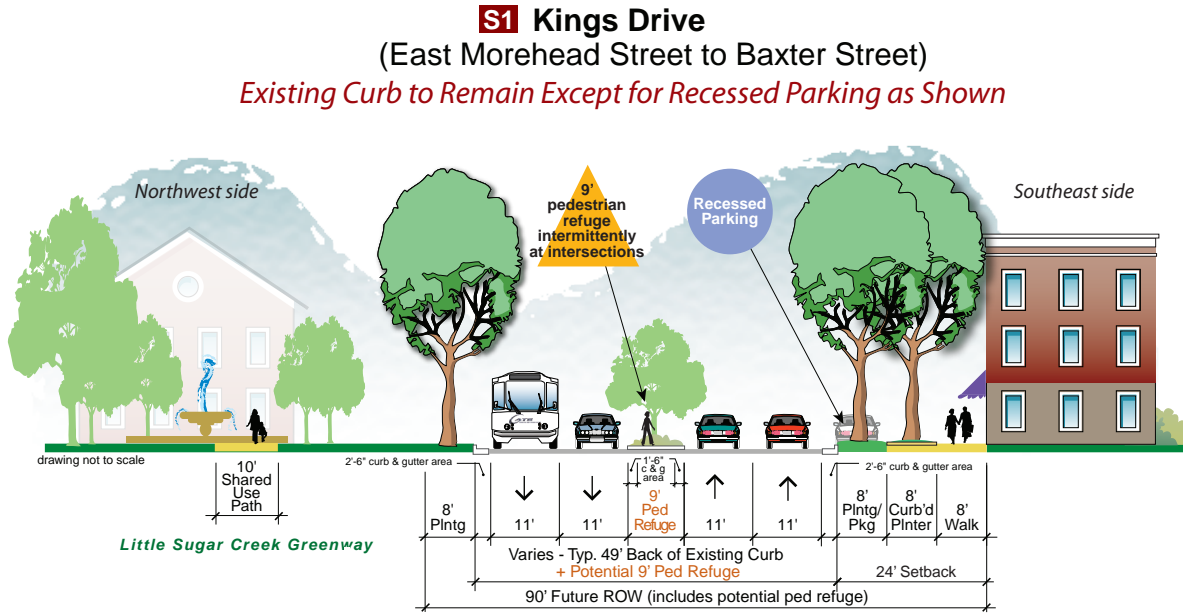 S1 Kings Drive
(East Morehead Street to Baxter Street)
Existing Curb to Remain Except for Recessed Parking as Shown
Northwest side
9’
pedestrian
refuge
intermittently
at intersections
Recessed
Parking
Southeast side
drawing not to scale
10’
Shared
Use
Path
Little Sugar Creek Greenway
2’-6” curb & gutter area
1’-6”
c & g
area
2’-6” curb & gutter area
8’
Plntg
11’
11’
9’
Ped
Refuge
11’
11’
8’
Plntg/
Pkg
8’
Curb’d
Plnter
8’
Walk
Varies - Typ. 49’ Back of Existing Curb
+ Potential 9’ Ped Refuge
24’ Setback
90’ Future ROW (includes potential ped refuge)